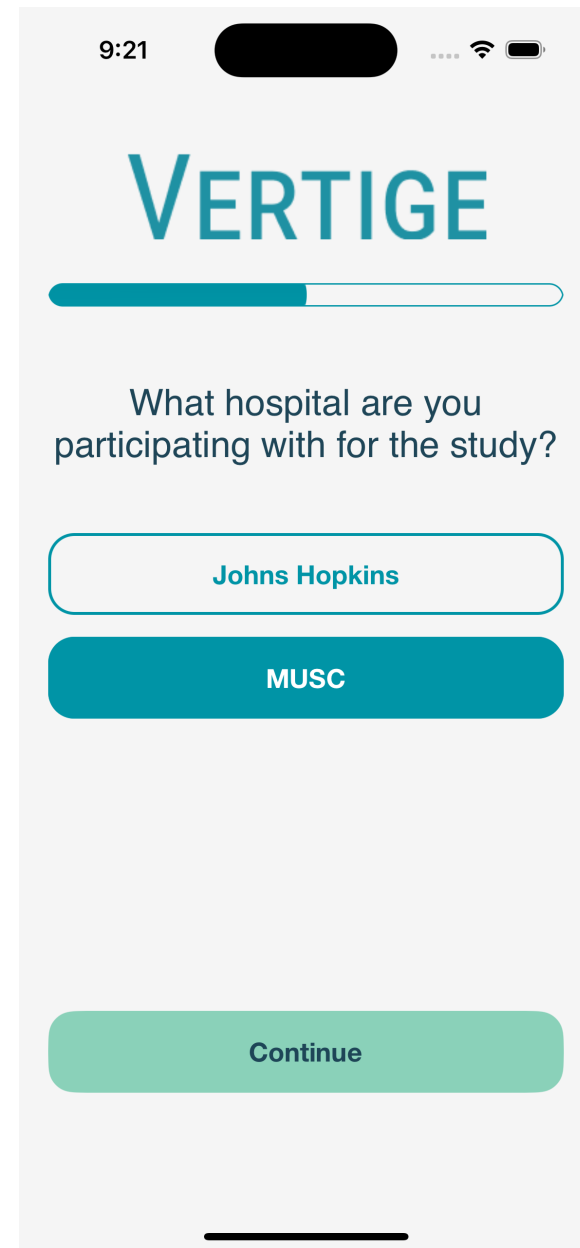 9:21
VERTIGE
What hospital are you
participating with for the study?
Johns Hopkins
MUSC
Continue